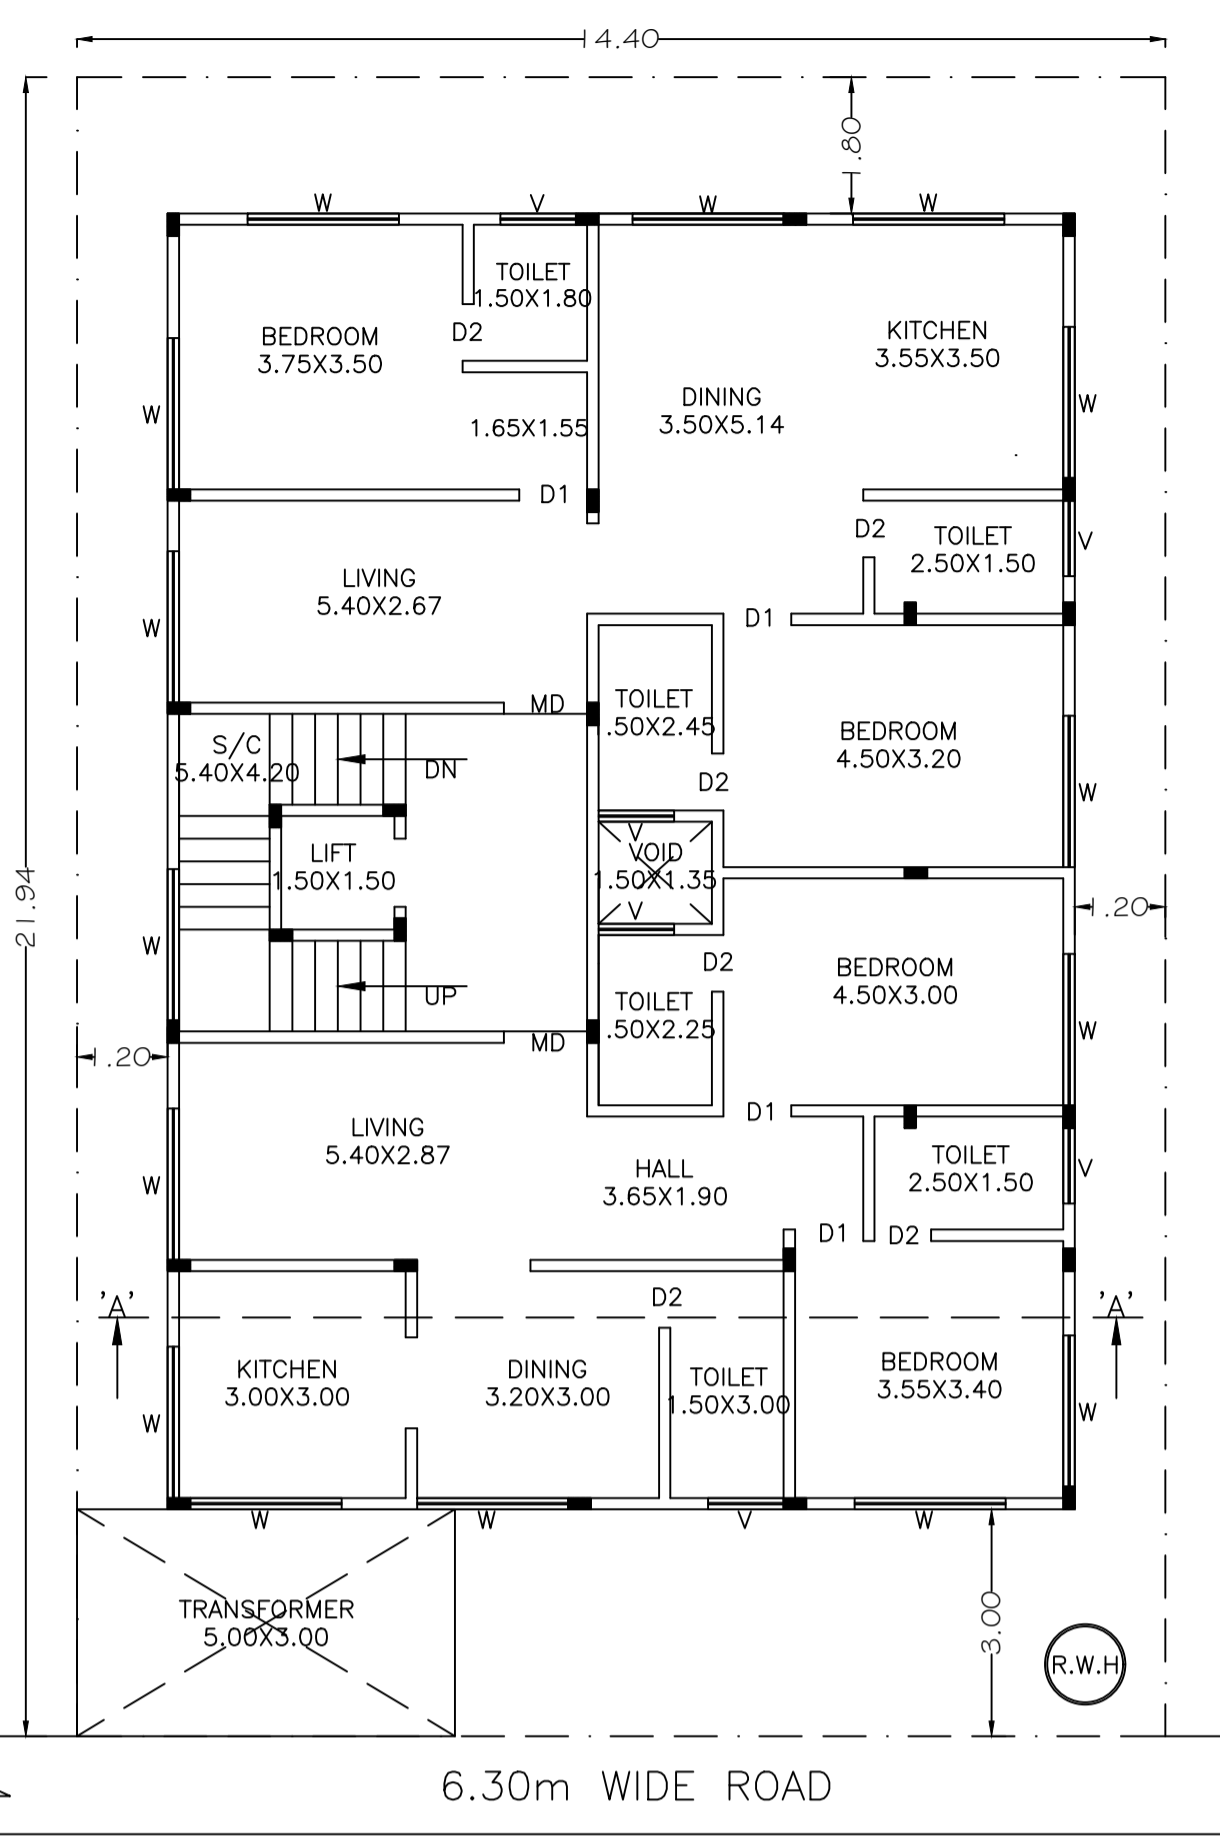 14.40
1.80
W
V
W
W
TOILET
1.50X1.80
BEDROOM
3.75X3.50
D2
KITCHEN
3.55X3.50
DINING
3.50X5.14
W
W
1.65X1.55
D1
D2
TOILET
2.50X1.50
V
LIVING
5.40X2.67
W
D1
MD
TOILET
.50X2.45
BEDROOM
4.50X3.20
S/C
5.40X4.20
DN
D2
W
V
LIFT
1.50X1.50
VOID
1.50X1.35
V
21.94
1.20
W
D2
BEDROOM
4.50X3.00
UP
TOILET
.50X2.25
W
MD
1.20
D1
LIVING
5.40X2.87
HALL
3.65X1.90
TOILET
2.50X1.50
V
W
D1
D2
'A'
D2
'A'
KITCHEN
3.00X3.00
DINING
3.20X3.00
TOILET
1.50X3.00
BEDROOM
3.55X3.40
W
W
W
W
V
W
TRANSFORMER
5.00X3.00
3.00
R.W.H
6.30m WIDE ROAD